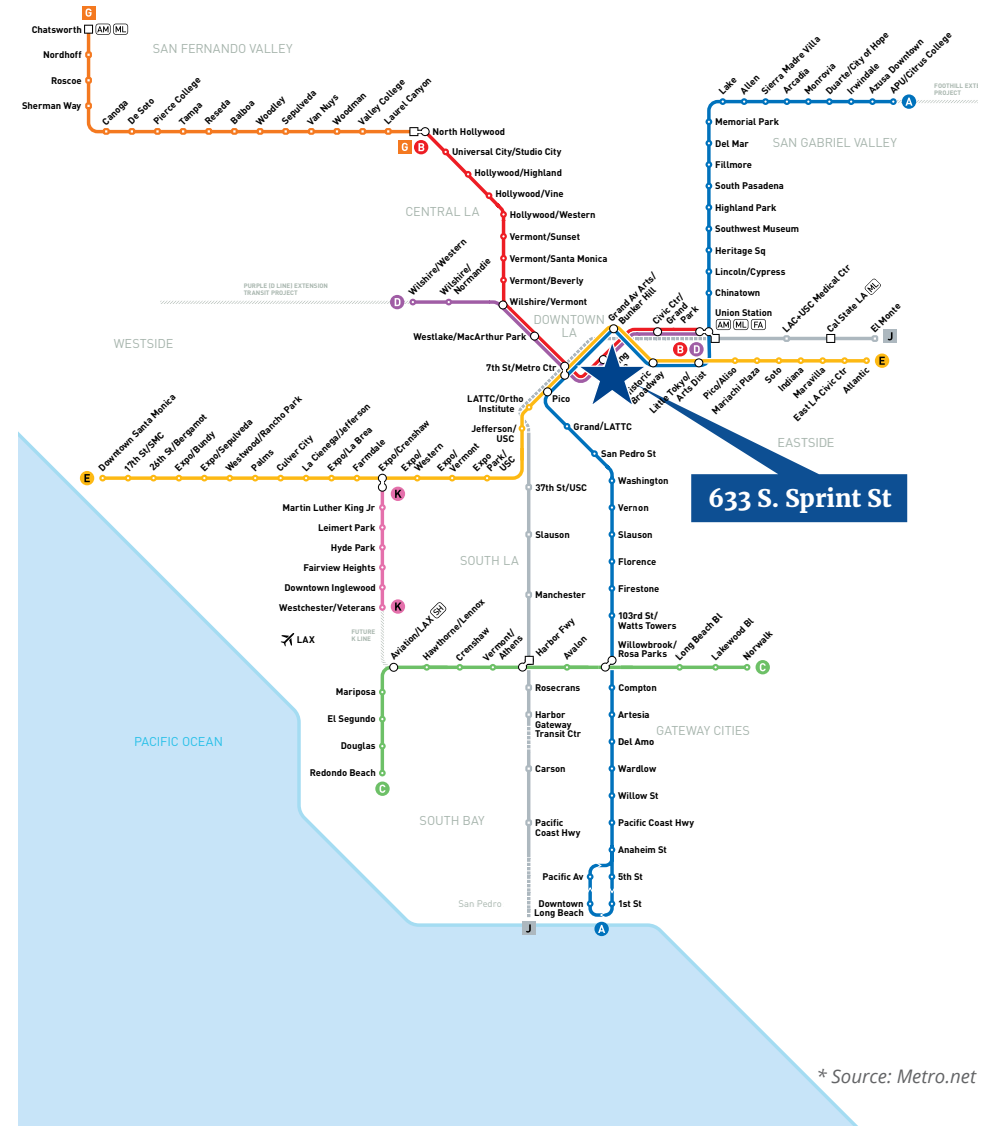 G
Chatsworth AM ML
SAN FERNANDO VALLEY
Nordhoff
Roscoe
Sherman Way
Canoga
De Soto
Pierce College
Tampa
Reseda
Balboa
Woodley
Sepulveda
Van Nuys
Woodman
Valley College
Laurel Canyon
North Hollywood
G B
Universal City/Studio City
Hollywood/Highland
Hollywood/Vine
CENTRAL LA
Hollywood/Western
Vermont/Sunset
Vermont/Santa Monica
Vermont/Beverly
Wilshire/Vermont
PURPLE (D LINE) EXTENSION
TRANSIT PROJECT
D
Wilshire/Western
Wilshire/
Normandie
WESTSIDE
Westlake/MacArthur Park
7th St/Metro Ctr
DOWNTOWN
LA
Grand Av Arts/
Bunker Hill
Civic Ctr/
Grand
Park
B D
Lake
Allen
Sierra Madre Villa
Arcadia
Monrovia
Duarte/City of Hope
Irwindale
Azusa Downtown
APU/Citrus College
A
FOOTHILL EXT
PROJECT
Memorial Park
Del Mar
SAN GABRIEL VALLEY
Fillmore
South Pasadena
Highland Park
Southwest Museum
Heritage Sq
Lincoln/Cypress
Chinatown
Union Station
AM ML FA
LAC+USC Medical Ctr
Cal State LA ML
El Monte
J
Broadway
Little Tokyo/
Arts Dist
Pico/Aliso
Mariachi Plaza
Soto
Indiana
Maravilla
East LA Civic Ctr
Atlantic
E
EASTSIDE
633 S. Sprint St
LATTC/Ortho
Institute
Pico
Jefferson/
USC
Grand/LATTC
San Pedro St
E
Downtown Santa Monica
17th St/SMC
26th St/Bergamot
Expo/Bundy
Expo/Sepulveda
Westwood/Rancho Park
Palms
Culver City
La Cienega/Jefferson
Expo/La Brea
Farmdale
Expo/Crenshaw
Expo/
Western
Expo/
Vermont
Expo
Park/
USC
K
Martin Luther King Jr
Leimert Park
Hyde Park
Fairview Heights
Downtown Inglewood
Westchester/Veterans
K
LAX
FUTURE
K LINE
37th St/USC
Slauson
SOUTH LA
Manchester
Washington
Vernon
Slauson
Florence
Firestone
103rd St/
Watts Towers
Willowbrook/
Rosa Parks
Aviation/LAX SH
Hawthorne/Lennox
Crenshaw
Vermont/
Athens
Harbor Fwy
Avalon
Long Beach Bl
Lakewood Bl
Norwalk
C
Mariposa
El Segundo
Douglas
Redondo Beach
C
Rosecrans
Harbor
Gateway
Transit Ctr
Carson
Pacific
Coast Hwy
SOUTH BAY
San Pedro
J
Compton
Artesia
GATEWAY CITIES
Del Amo
Wardlow
Willow St
Pacific Coast Hwy
Anaheim St
Pacific Av
5th St
Downtown
Long Beach
1st St
A
PACIFIC OCEAN
* Source: Metro.net